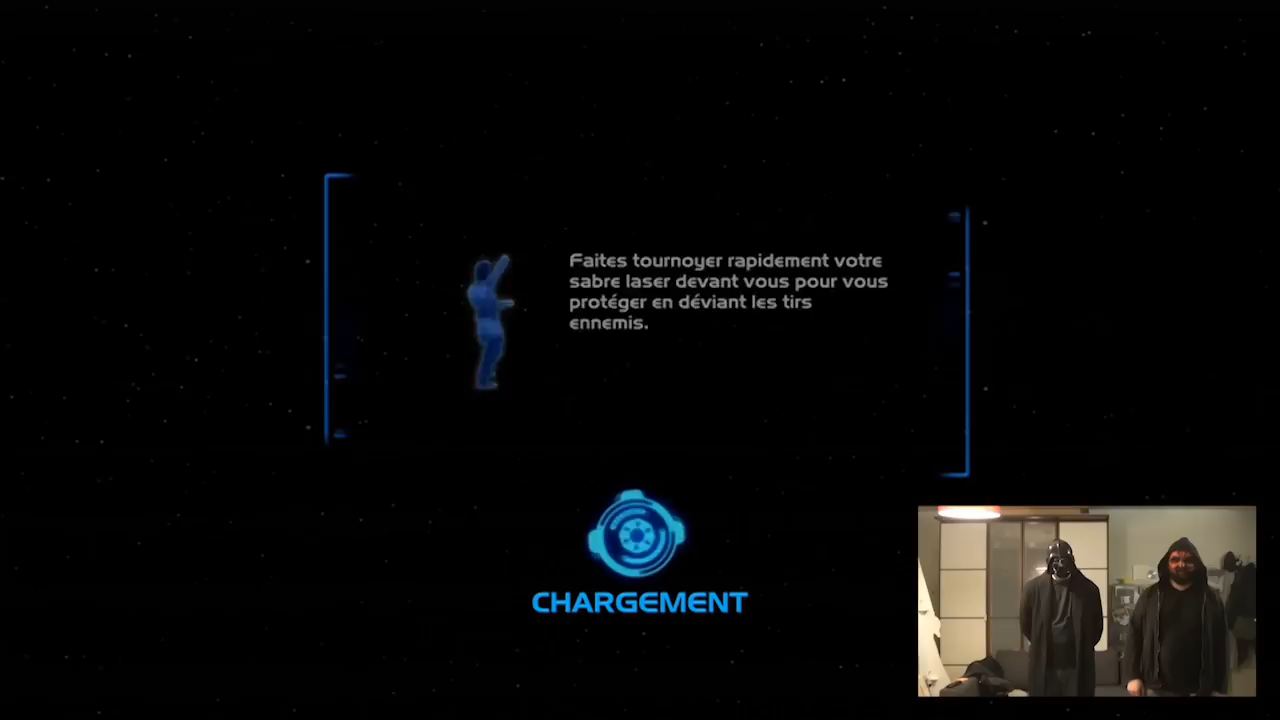 Faites tournoyer rapidement votre
sabre laser devant vous pour vous
protéger en déviant les tirs
ennemis.
CHARGEMENT